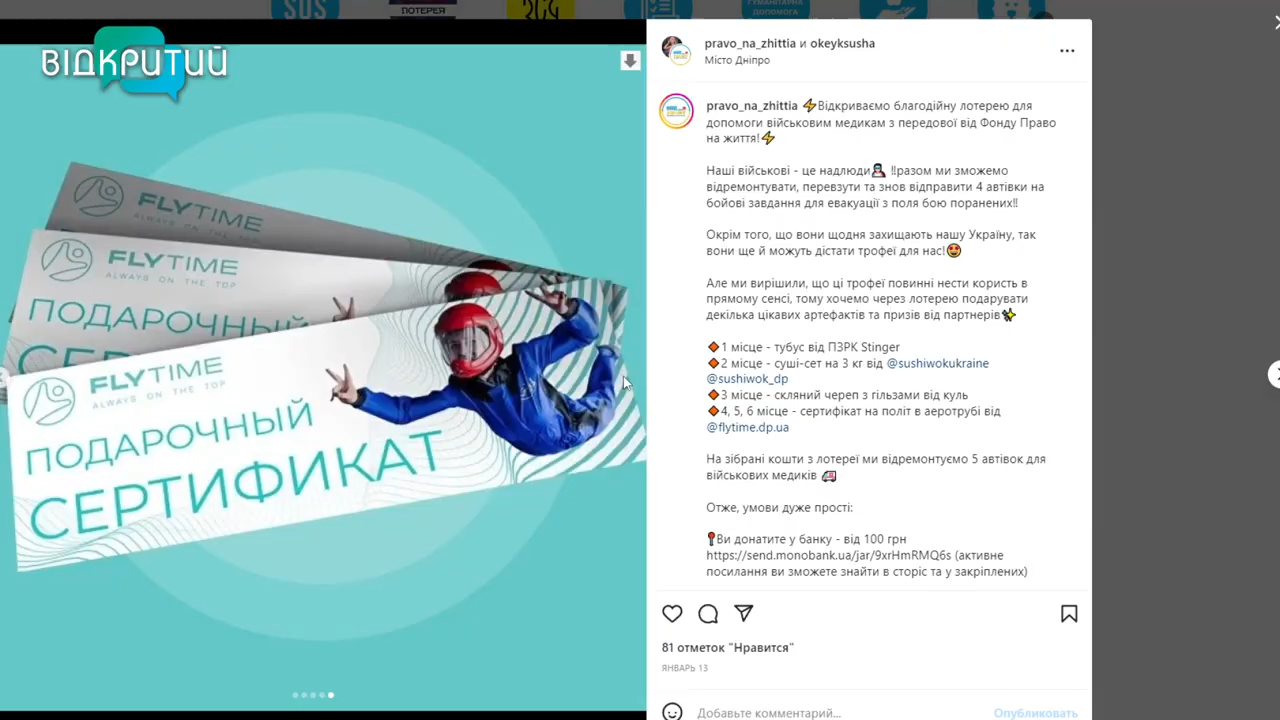 SOS
ЛОТЕРЕЯ
ЗСУ
ГУМАНІТАРНА
ДОПОМОГА
ВІДКРИТИЙ
FLYTIME
ALWAYS ON THE TOP
FLYTIME
ALWAYS ON THE TOP
ПОДАРОЧНЫЙ
FLYTIME
ALWAYS ON THE TOP
ПОДАРОЧНЫЙ
СЕРТИФИКАТ
pravo_na_zhittia и okeyksusha
Місто Дніпро
pravo_na_zhittia ⚡Відкриваємо благодійну лотерею для
допомоги військовим медикам з передової від Фонду Право
на життя!⚡
Наші військові - це надлюди🦸 ‼разом ми зможемо
відремонтувати, перевзути та знов відправити 4 автівки на
бойові завдання для евакуації з поля бою поранених‼
Окрім того, що вони щодня захищають нашу Україну, так
вони ще й можуть дістати трофеї для нас!🤩
Але ми вирішили, що ці трофеї повинні нести користь в
прямому сенсі, тому хочемо через лотерею подарувати
декілька цікавих артефактів та призів від партнерів✨
🔸1 місце - тубус від ПЗРК Stinger
🔸2 місце - суші-сет на 3 кг від @sushiwokukraine
@sushiwok_dp
🔸3 місце - скляний череп з гільзами від куль
🔸4, 5, 6 місце - сертифікат на політ в аеротрубі від
@flytime.dp.ua
На зібрані кошти з лотереї ми відремонтуємо 5 автівок для
військових медиків 🚑
Отже, умови дуже прості:
📍Ви донатите у банку - від 100 грн
https://send.monobank.ua/jar/9xrHmRMQ6s (активне
посилання ви зможете знайти в сторіс та у закріплених)
81 отметок "Нравится"
ЯНВАРЬ 13
Добавьте комментарий...
Опубликовать